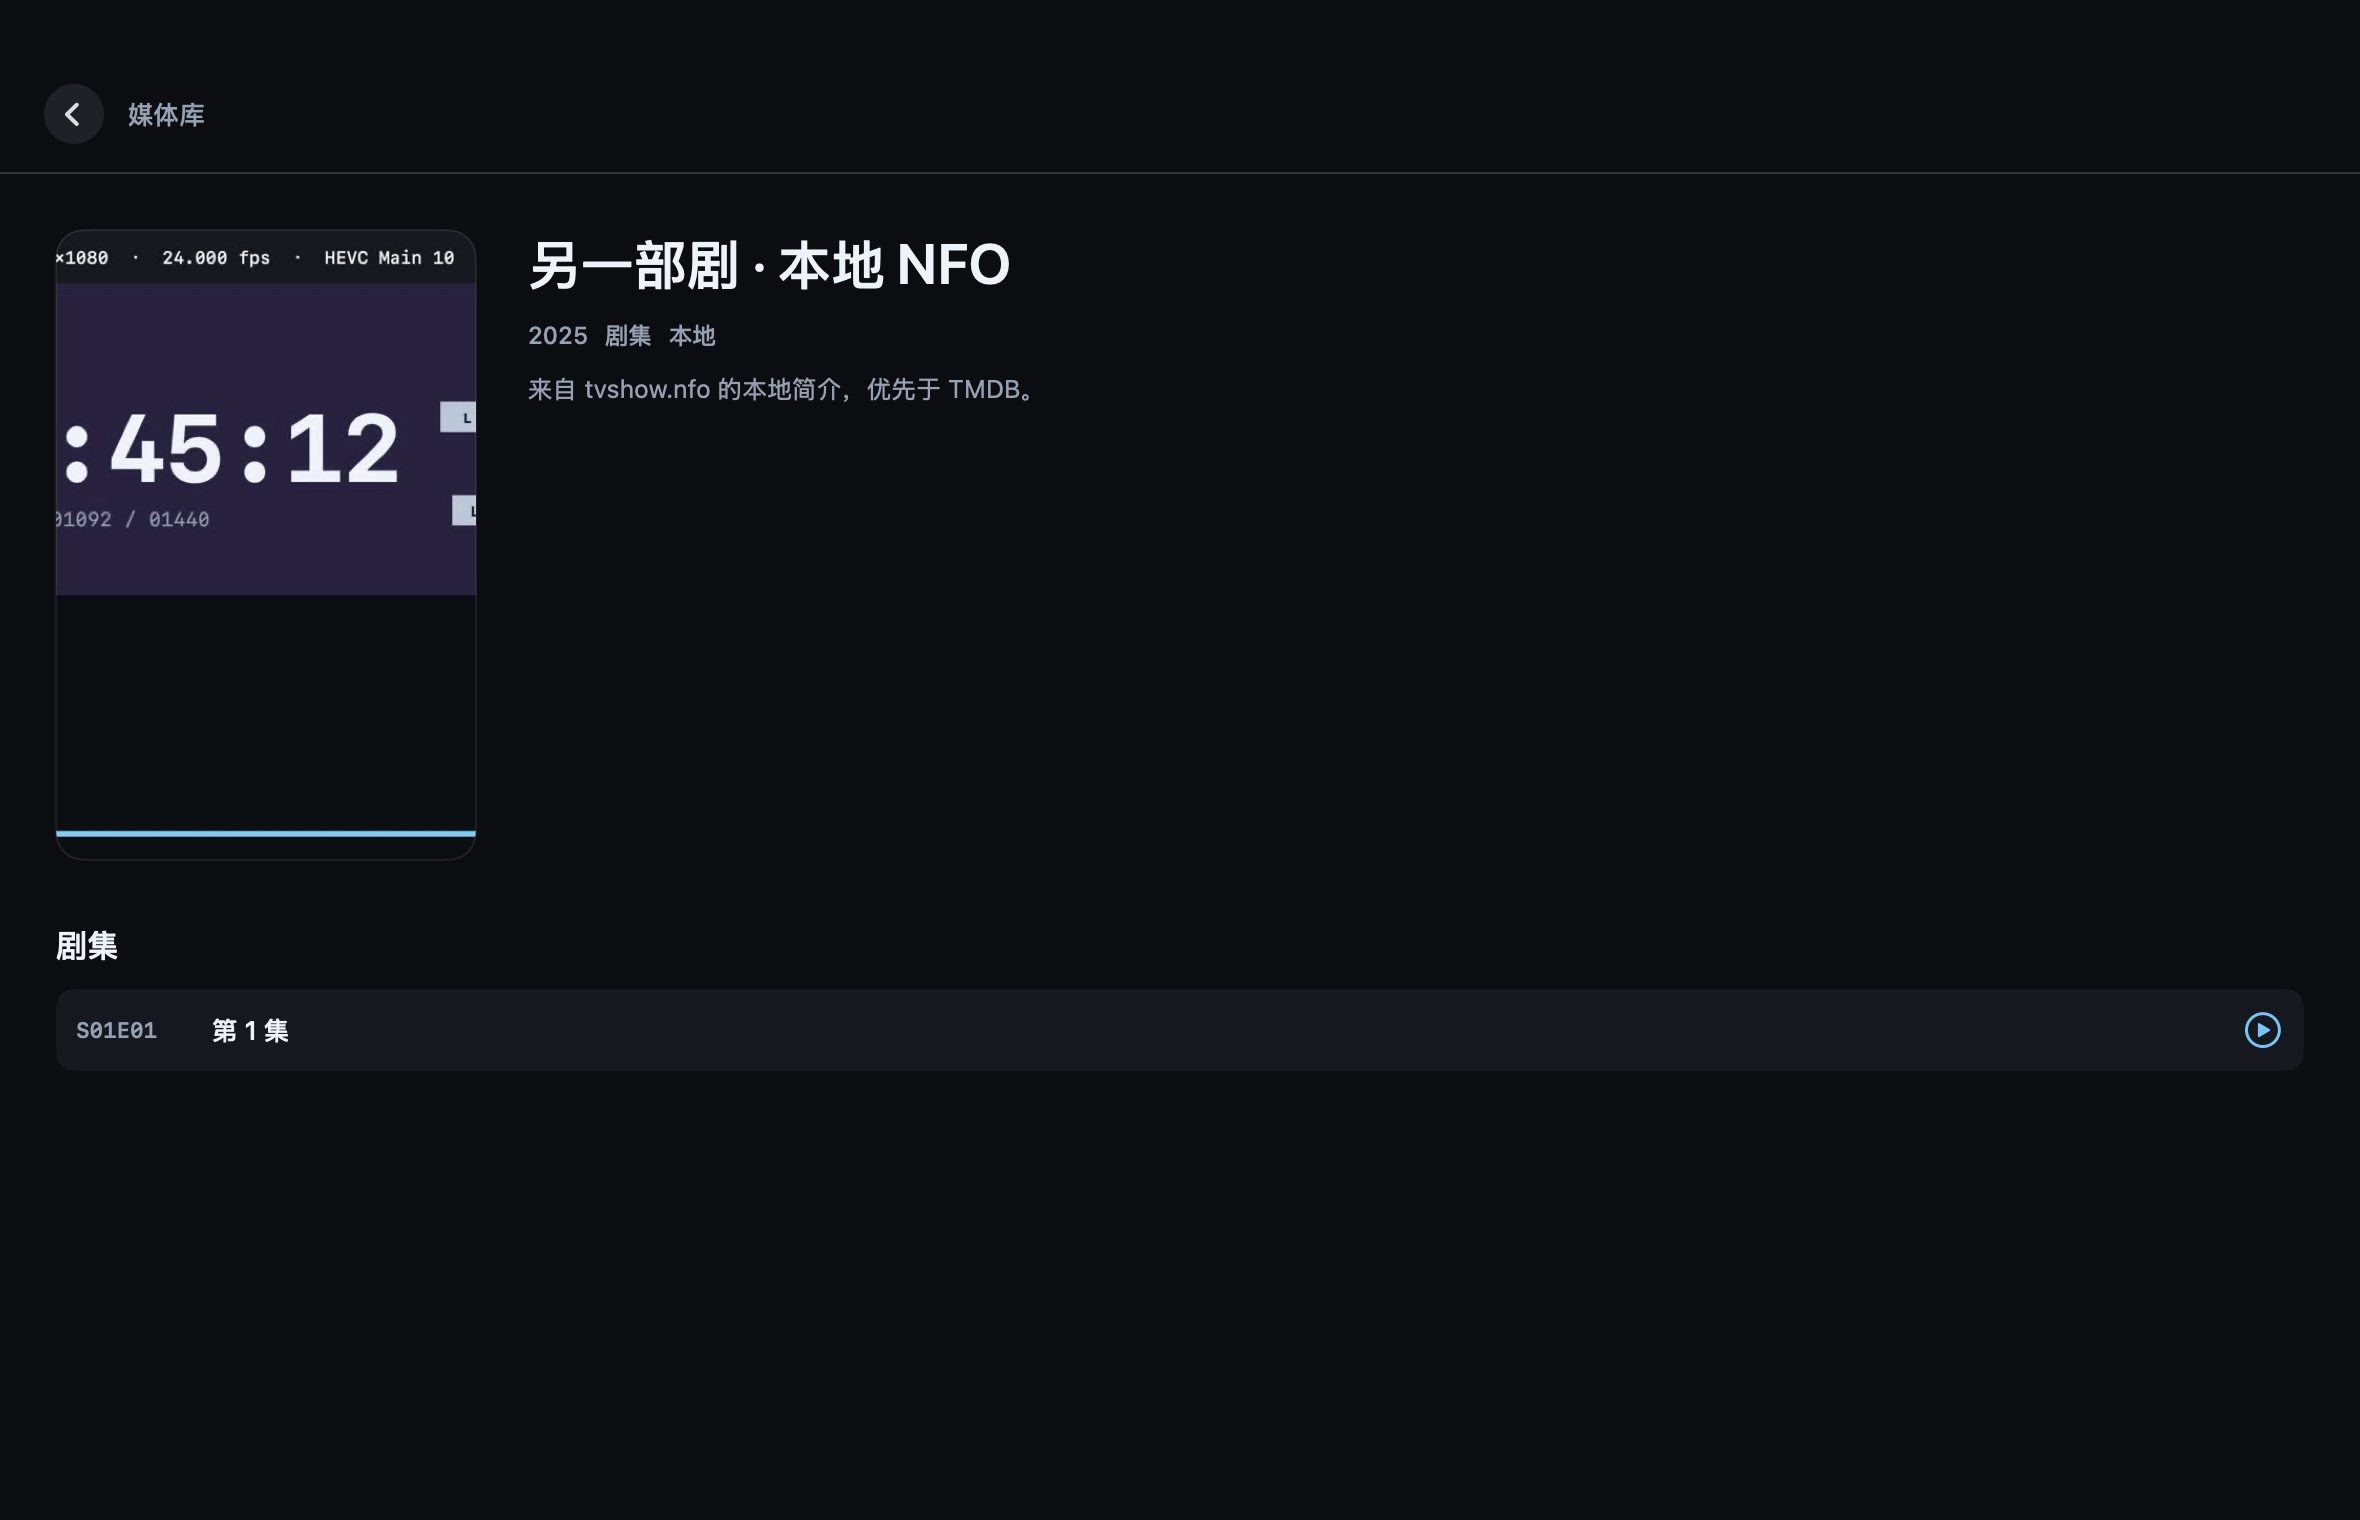 媒体库
×1080 · 24.000 fps · HEVC Main 10
:45:12
L
01092 / 01440
L
另一部剧 · 本地 NFO
2025 剧集 本地
来自 tvshow.nfo 的本地简介，优先于 TMDB。
剧集
S01E01 第 1 集